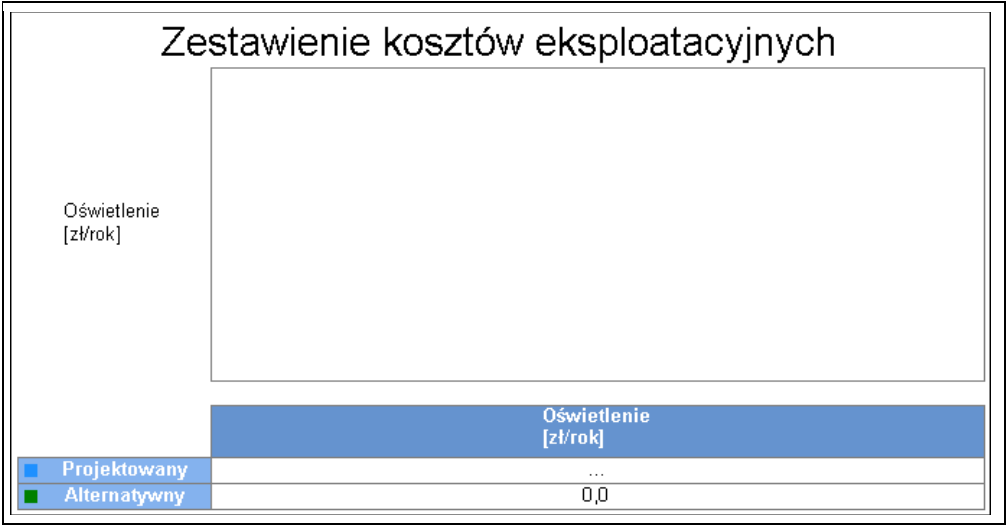 Zestawienie kosztów eksploatacyjnych
Oświetlenie
[zł/rok]
Oświetlenie
[zł/rok]
Projektowany ...
Alternatywny 0,0